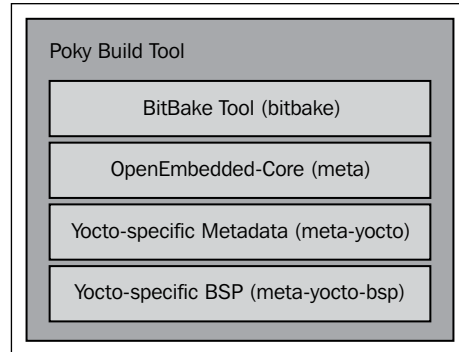 Poky Build Tool
BitBake Tool (bitbake)
OpenEmbedded-Core (meta)
Yocto-specific Metadata (meta-yocto)
Yocto-specific BSP (meta-yocto-bsp)